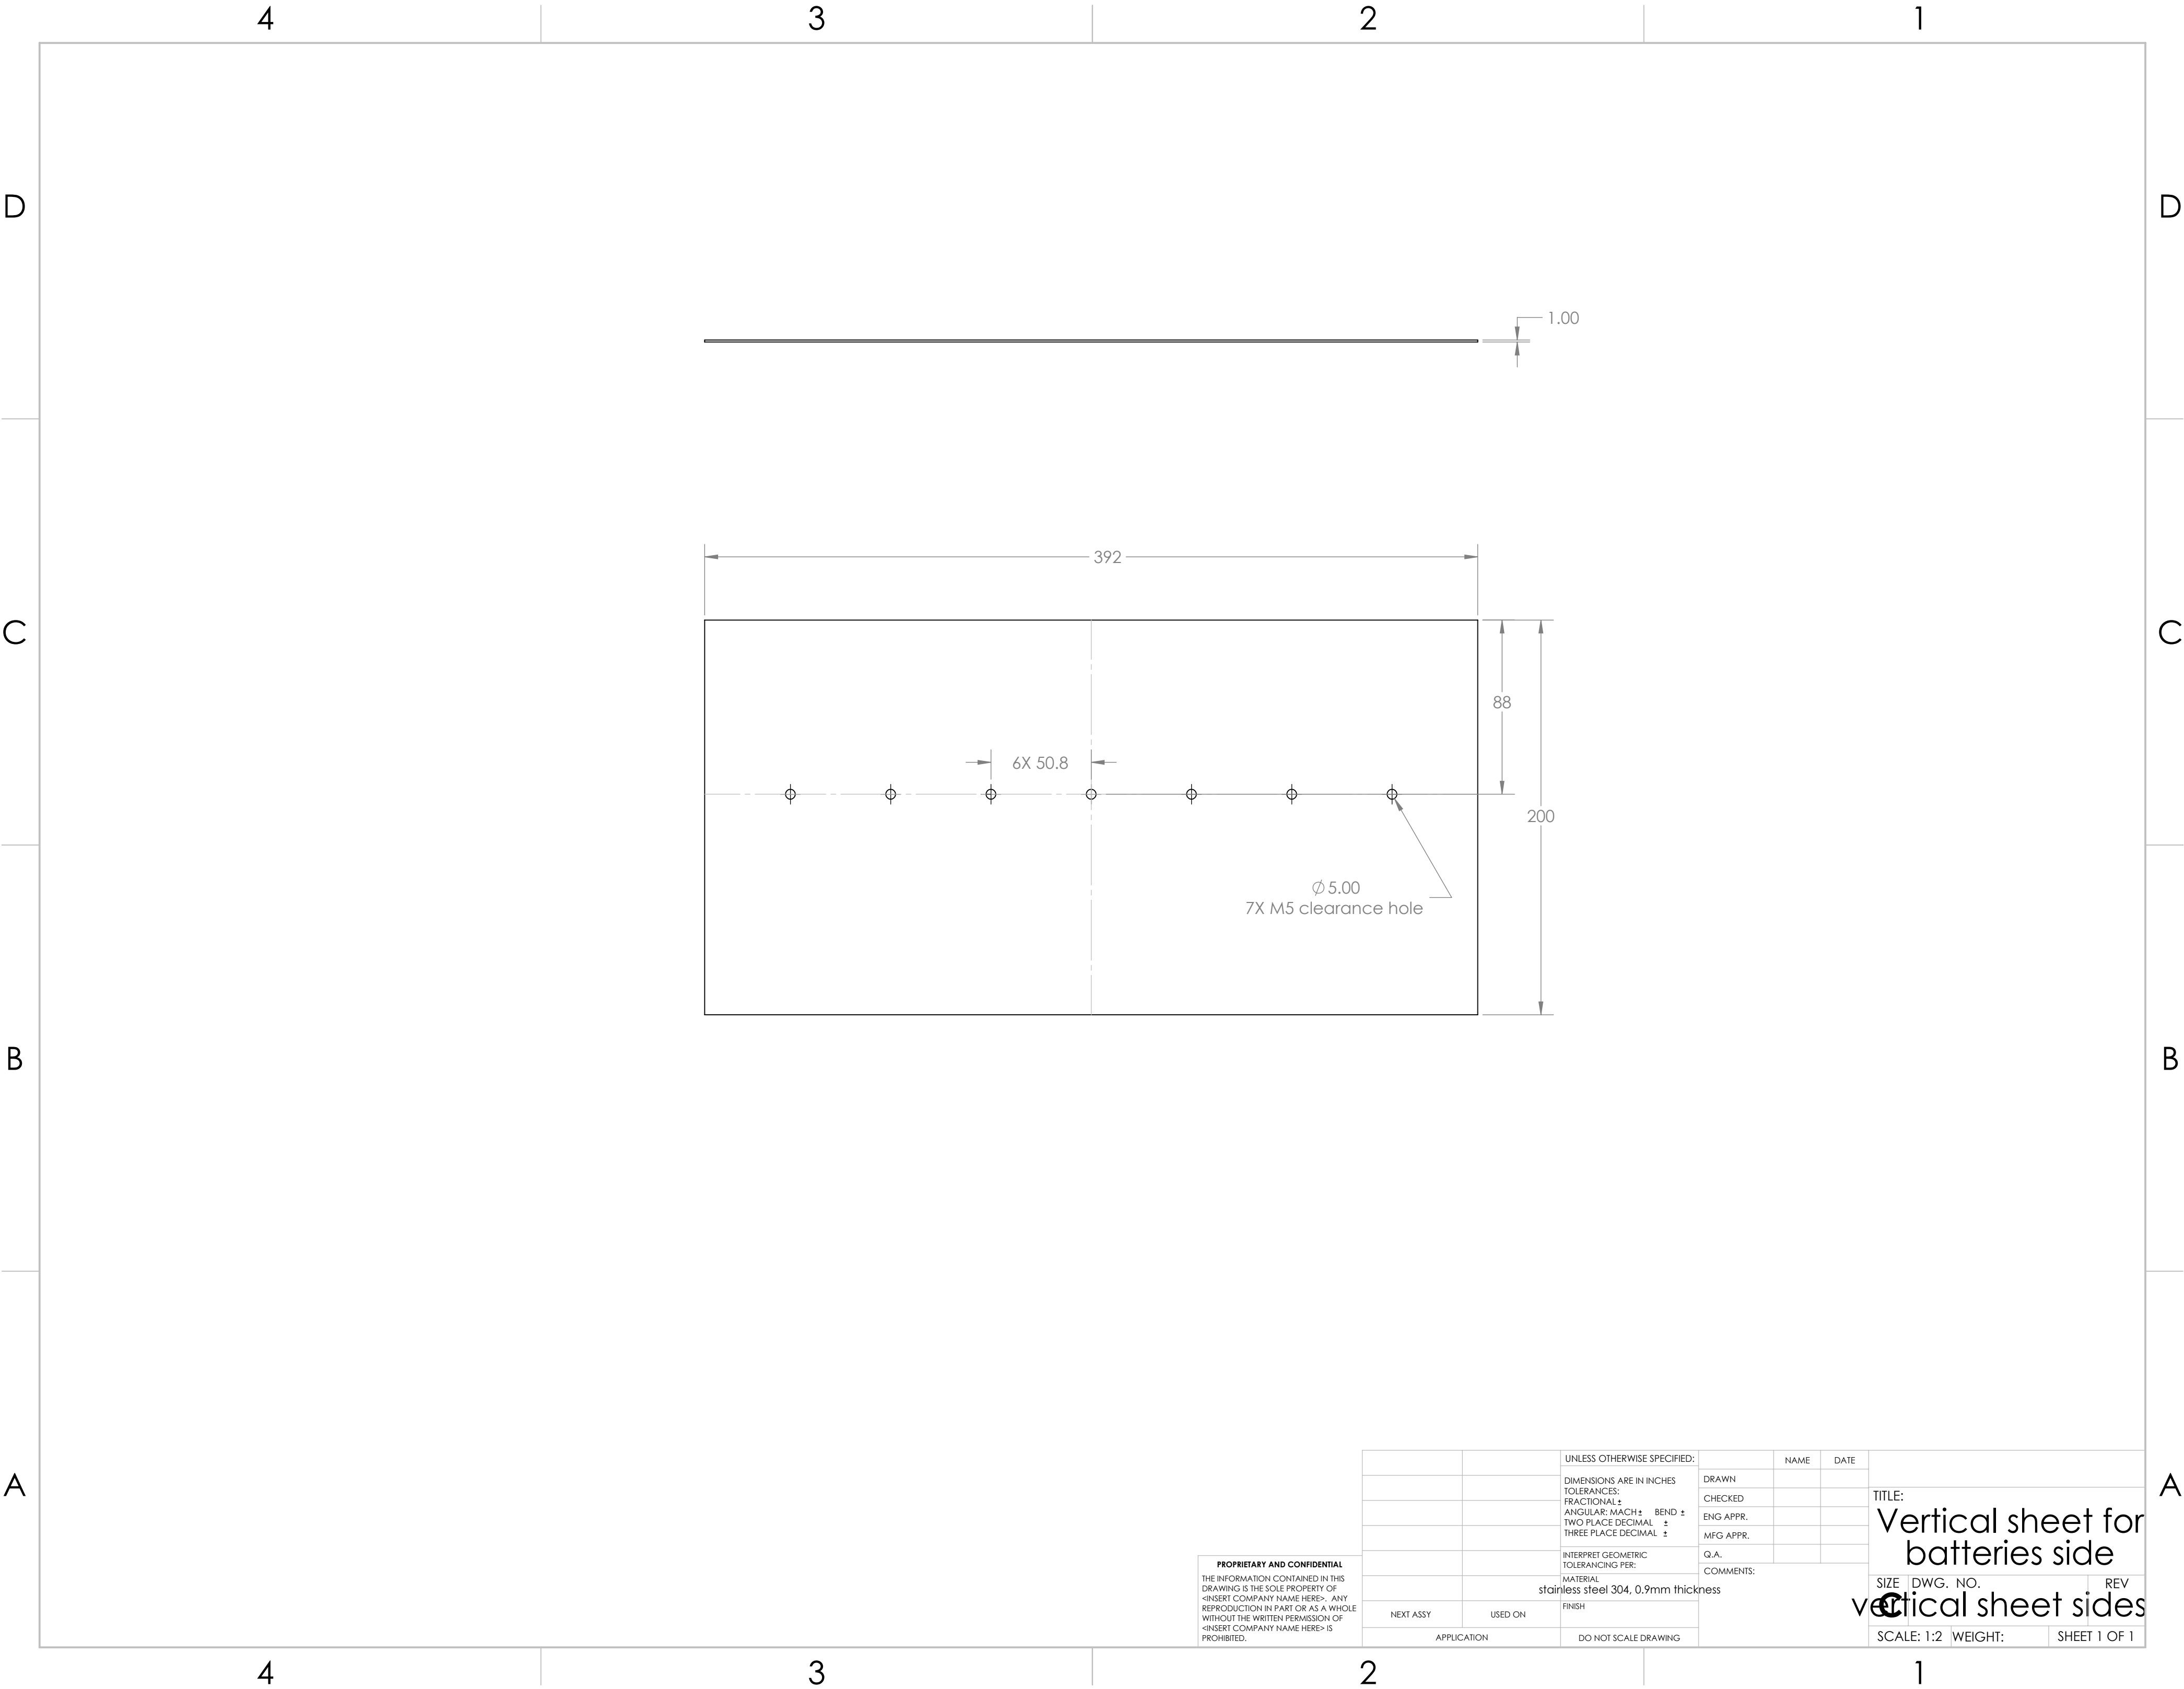 4 3 2 1
D D
1.00
392
C C
88
6X 50.8
200
⌀ 5.00
7X M5 clearance hole
B B
A A
UNLESS OTHERWISE SPECIFIED:
DIMENSIONS ARE IN INCHES
TOLERANCES:
FRACTIONAL ±
ANGULAR: MACH ± BEND ±
TWO PLACE DECIMAL ±
THREE PLACE DECIMAL ±
INTERPRET GEOMETRIC
TOLERANCING PER:
MATERIAL
stainless steel 304, 0.9mm thickness
FINISH
DO NOT SCALE DRAWING
NAME DATE
DRAWN
CHECKED
ENG APPR.
MFG APPR.
Q.A.
COMMENTS:
TITLE:
Vertical sheet for
batteries side
SIZE DWG. NO. REV
C
vertical sheet sides
SCALE: 1:2 WEIGHT: SHEET 1 OF 1
PROPRIETARY AND CONFIDENTIAL
THE INFORMATION CONTAINED IN THIS
DRAWING IS THE SOLE PROPERTY OF
<INSERT COMPANY NAME HERE>. ANY
REPRODUCTION IN PART OR AS A WHOLE
WITHOUT THE WRITTEN PERMISSION OF
<INSERT COMPANY NAME HERE> IS
PROHIBITED.
NEXT ASSY USED ON
APPLICATION
4 3 2 1